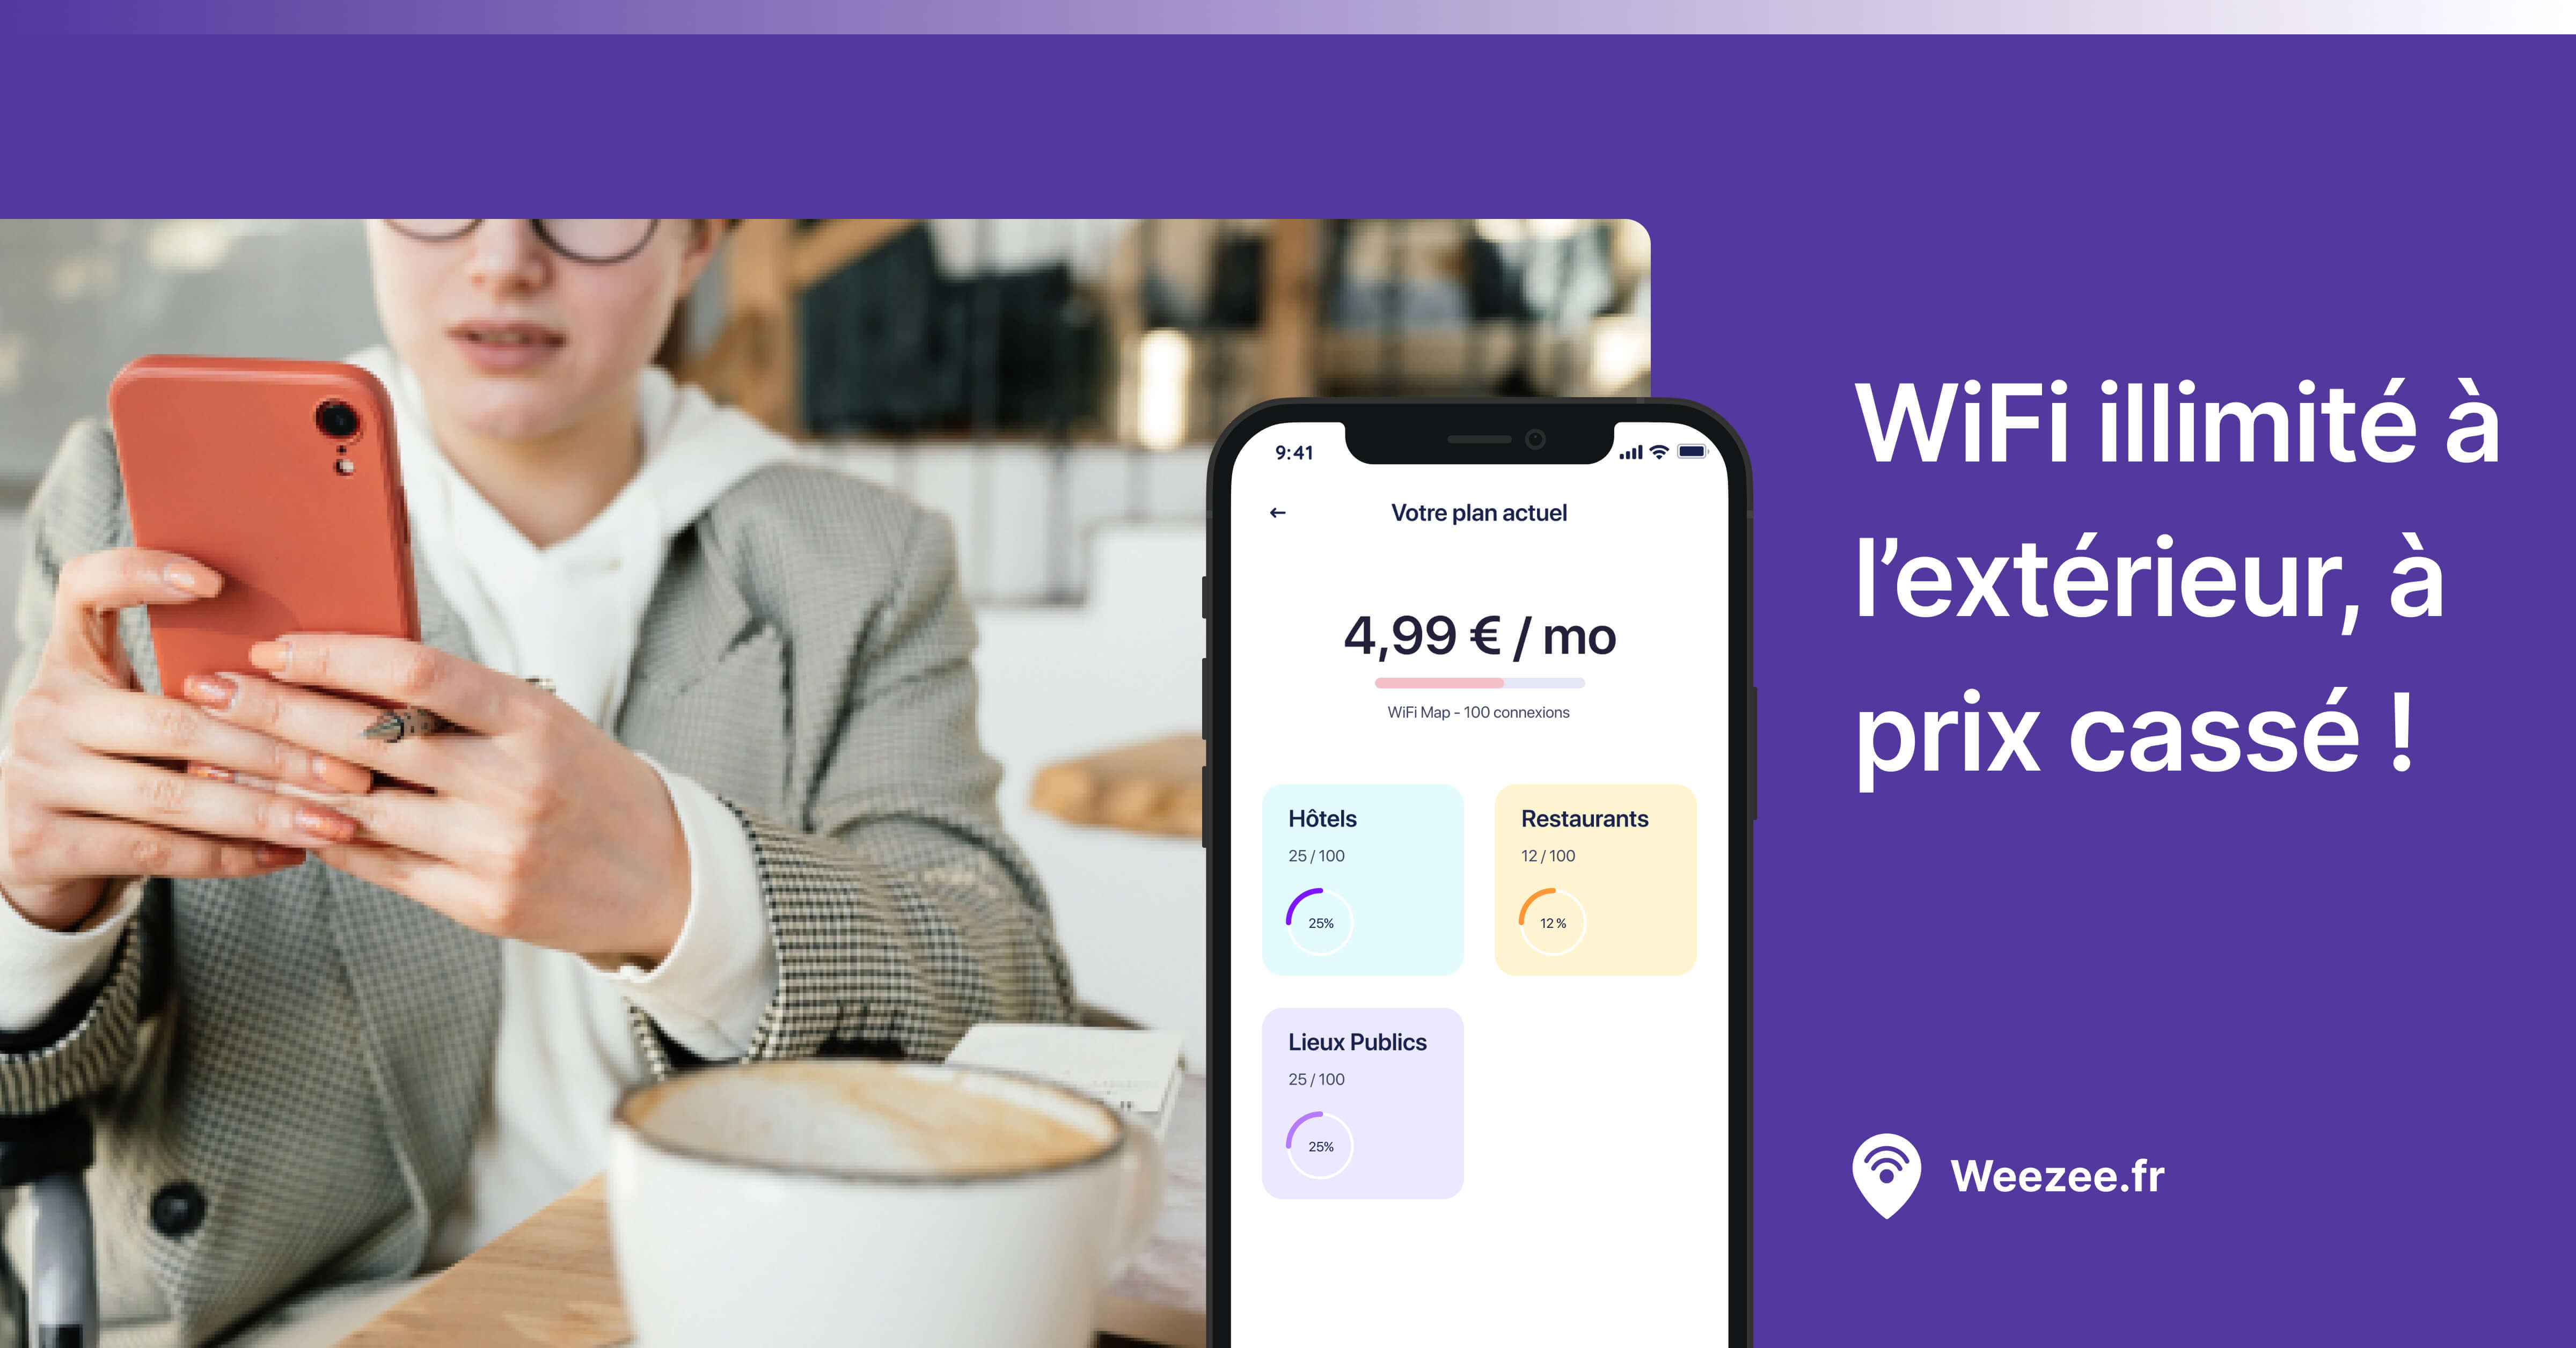 WiFi illimité à
l’extérieur, à
prix cassé !
9:41
Votre plan actuel
4,99 € / mo
WiFi Map - 100 connexions
Hôtels
25 / 100
25%
Restaurants
12 / 100
12 %
Lieux Publics
25 / 100
25%
Weezee.fr